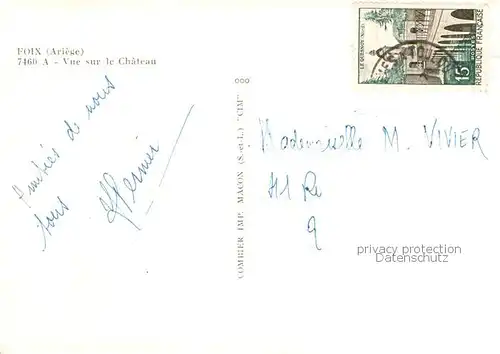 FOIX (Ariège)
7460 A - Vue sur le Château
Amitiés de nous
tous
COMBIER IMP. MACON (S.-et-L.) "CIM"
15F
REPUBLIQUE FRANÇAISE
POSTES
LE QUESNOY (Nord)
Mademoiselle M. VIVIER
privacy protection
Datenschutz